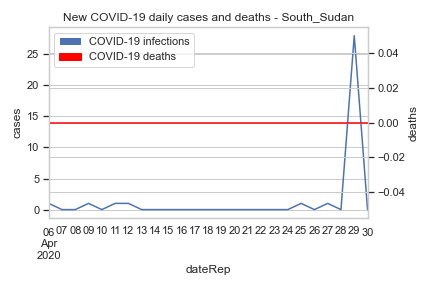 New COVID-19 daily cases and deaths - South_Sudan
COVID-19 infections
COVID-19 deaths
25
20
15
10
5
0
cases
0.04
0.02
0.00
−0.02
−0.04
deaths
06 07 08 09 10 11 12 13 14 15 16 17 18 19 20 21 22 23 24 25 26 27 28 29 30
Apr
2020
dateRep